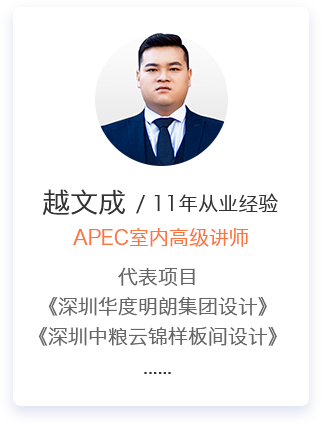 越文成 / 11年从业经验
APEC室内高级讲师
代表项目
《深圳华度明朗集团设计》
《深圳中粮云锦样板间设计》
......